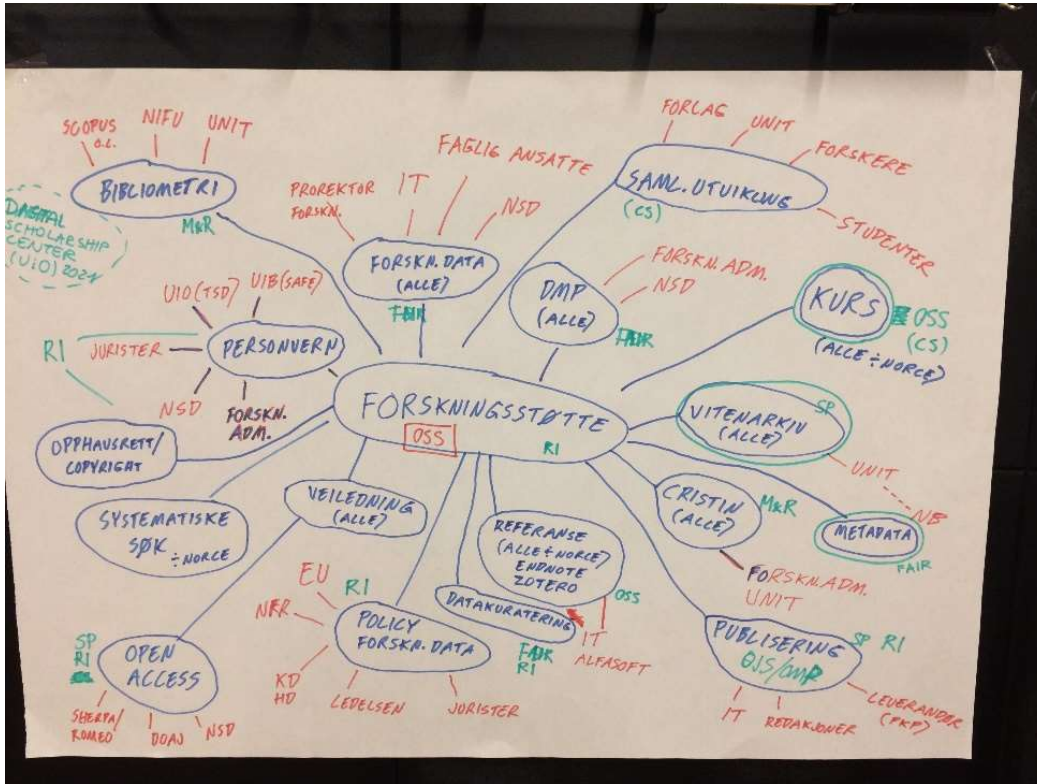 SCOPUS
O.L.
NIFU
UNIT
BIBLIOMETRI
M&R
SCHOLARSHIP
CENTER
(UiO)
PROREKTOR
FORSKN.
IT
FAGLIG ANSATTE
NSD
FORSKN. DATA
(ALLE)
FAIR
FORLAG
UNIT
FORSKERE
SAML. UTVIKLING
(CS)
STUDENTER
FORSKN. ADM.
NSD
DMP
(ALLE)
FAIR
KURS
OSS
(CS)
(ALLE ÷ NORCE)
UIO (TSD)
UIB (SAFE)
RI
JURISTER
PERSONVERN
NSD
FORSKN.
ADM.
FORSKNINGSSTØTTE
OSS
RI
SP
VITENARKIV
(ALLE)
UNIT
NB
OPPHAVSRETT/
COPYRIGHT
VEILEDNING
(ALLE)
CRISTIN
(ALLE)
M&R
METADATA
FAIR
SYSTEMATISKE
SØK
÷ NORCE
REFERANSE
(ALLE ÷ NORCE)
ENDNOTE
ZOTERO
OSS
FORSKN. ADM.
UNIT
EU
RI
NFR
POLICY
FORSKN. DATA
DATAKURATERING
FAIR
RI
IT
ALFASOFT
PUBLISERING
OJS/OMP
SP RI
SP
RI
OPEN
ACCESS
KD
HD
LEDELSEN
JURISTER
IT
REDAKSJONER
LEVERANDØR
(PKP)
SHERPA/
ROMEO
DOAJ
NSD